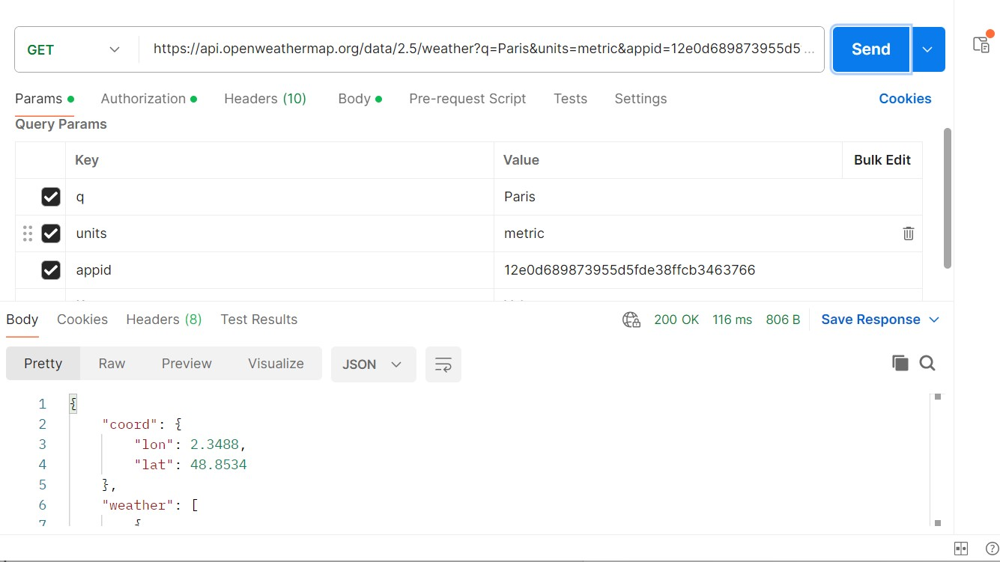 GET https://api.openweathermap.org/data/2.5/weather?q=Paris&units=metric&appid=12e0d689873955d5 ... Send
Params Authorization Headers (10) Body Pre-request Script Tests Settings Cookies
Query Params
Key Value Bulk Edit
q Paris
units metric
appid 12e0d689873955d5fde38ffcb3463766
Body Cookies Headers (8) Test Results 200 OK 116 ms 806 B Save Response
Pretty Raw Preview Visualize JSON
1 {
2 "coord": {
3 "lon": 2.3488,
4 "lat": 48.8534
5 },
6 "weather": [
7 {